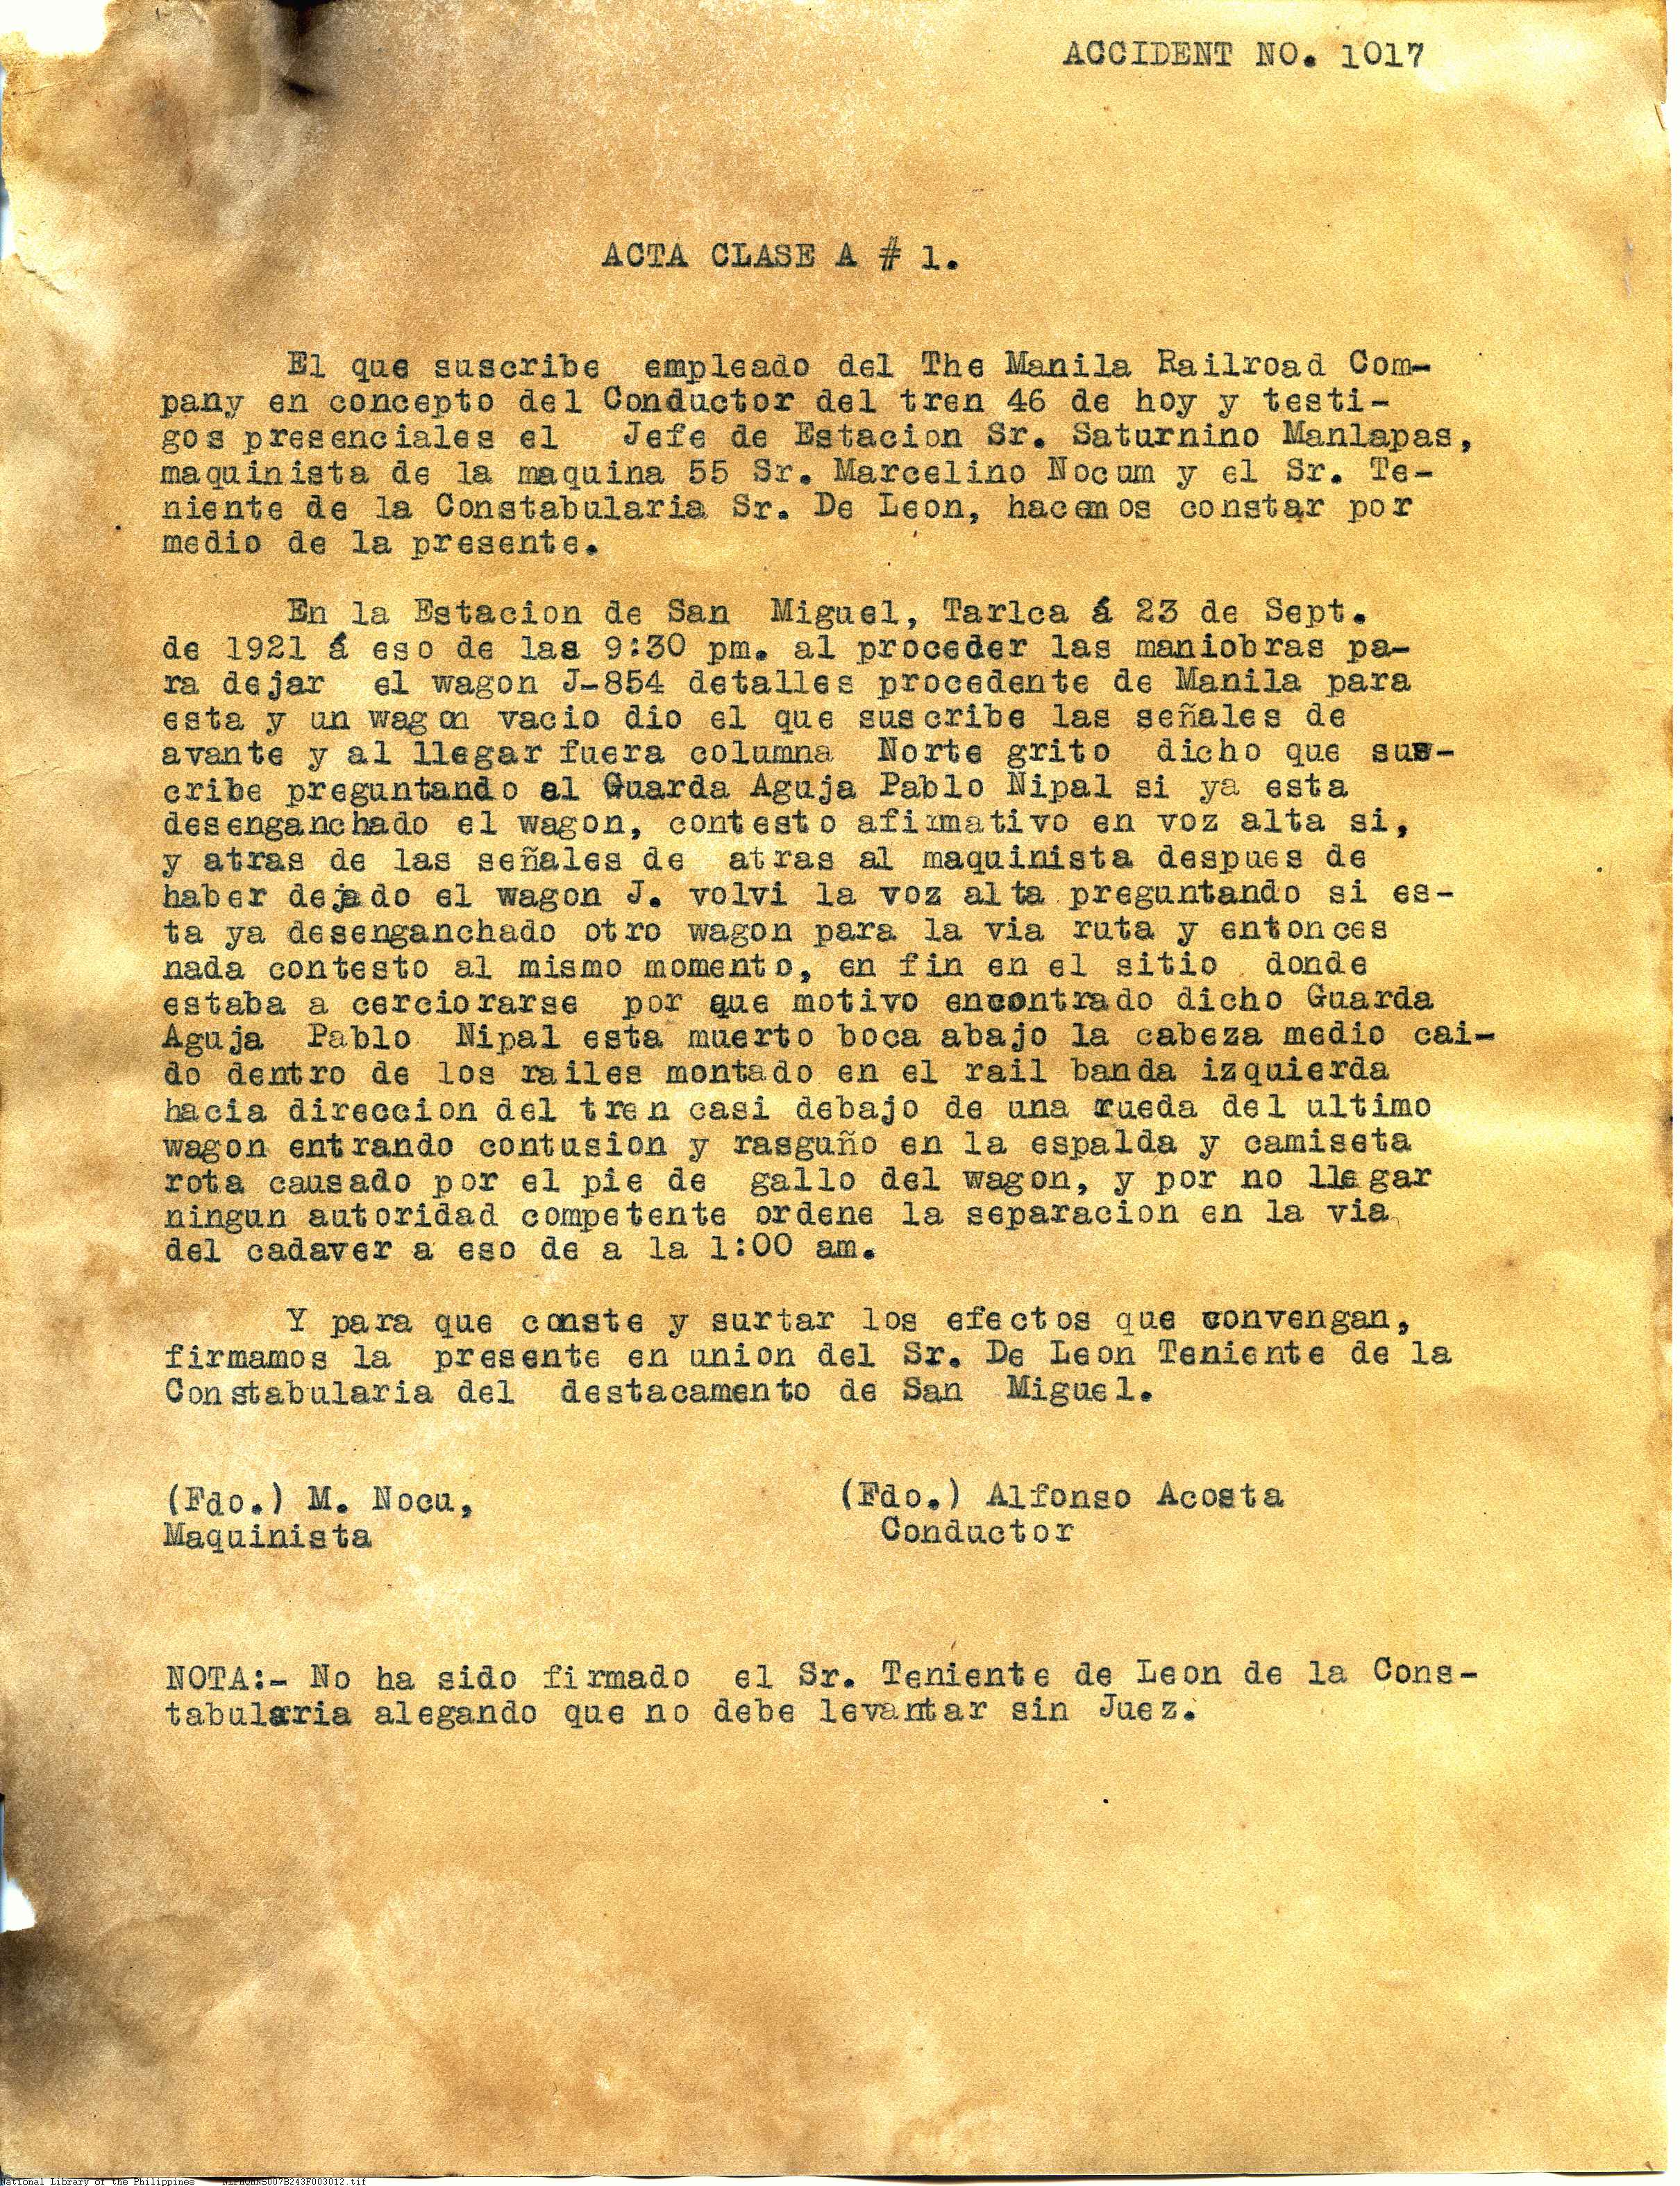 ACCIDENT NO. 1017
ACTA CLASE A # 1.
El que suscribe empleado del The Manila Railroad Com-
pany en concepto del Conductor del tren 46 de hoy y testi-
gos presenciales el Jefe de Estacion Sr. Saturnino Manlapas,
maquinista de la maquina 55 Sr. Marcelino Nocum y el Sr. Te-
niente de la Constabularia Sr. De Leon, hacemos constar por
medio de la presente.
En la Estacion de San Miguel, Tarlca á 23 de Sept.
de 1921 á eso de las 9:30 pm. al proceder las maniobras pa-
ra dejar el wagon J-854 detalles procedente de Manila para
esta y un wagon vacio dio el que suscribe las señales de
avante y al llegar fuera columna Norte grito dicho que sus-
cribe preguntando al Guarda Aguja Pablo Nipal si ya esta
desenganchado el wagon, contesto afirmativo en voz alta si,
y atras de las señales de atras al maquinista despues de
haber dejado el wagon J. volvi la voz alta preguntando si es-
ta ya desenganchado otro wagon para la via ruta y entonces
nada contesto al mismo momento, en fin en el sitio donde
estaba a cerciorarse por que motivo encontrado dicho Guarda
Aguja Pablo Nipal esta muerto boca abajo la cabeza medio cai-
do dentro de los railes montado en el rail banda izquierda
hacia direccion del tren casi debajo de una rueda del ultimo
wagon entrando contusion y rasguño en la espalda y camiseta
rota causado por el pie de gallo del wagon, y por no llegar
ningun autoridad competente ordene la separacion en la via
del cadaver a eso de a la 1:00 am.
Y para que conste y surtar los efectos que convengan,
firmamos la presente en union del Sr. De Leon Teniente de la
Constabularia del destacamento de San Miguel.
(Fdo.) M. Nocu, (Fdo.) Alfonso Acosta
Maquinista Conductor
NOTA:- No ha sido firmado el Sr. Teniente de Leon de la Cons-
tabularia alegando que no debe levantar sin Juez.
National Library of the Philippines